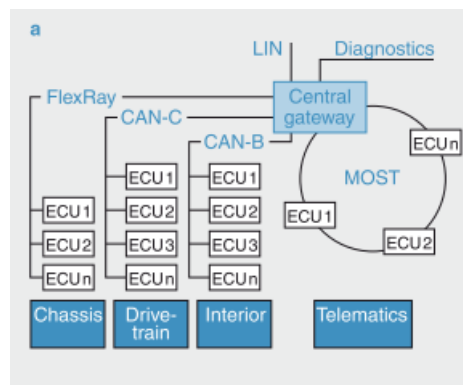 a
LIN
Diagnostics
FlexRay
Central
gateway
CAN-C
CAN-B
ECUn
MOST
ECU1
ECU1
ECU1
ECU2
ECU2
ECU1
ECU2
ECU3
ECU3
ECU2
ECUn
ECUn
ECUn
Chassis
Drive-
train
Interior
Telematics